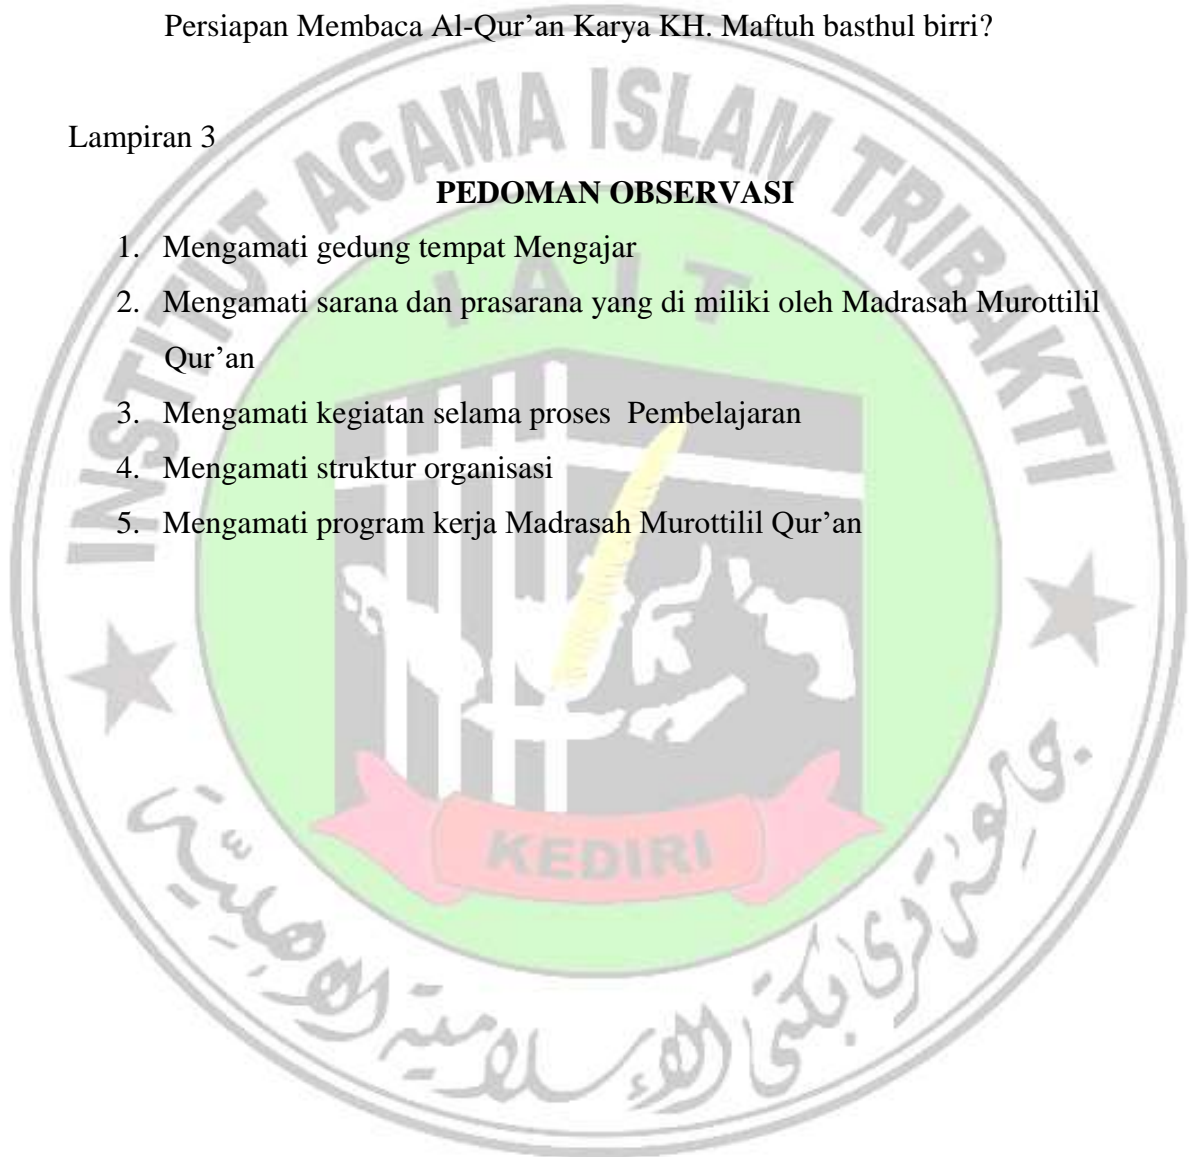 Persiapan Membaca Al-Qur’an Karya KH. Maftuh basthul birri?
Lampiran 3
PEDOMAN OBSERVASI
1. Mengamati gedung tempat Mengajar
2. Mengamati sarana dan prasarana yang di miliki oleh Madrasah Murottilil
Qur’an
3. Mengamati kegiatan selama proses Pembelajaran
4. Mengamati struktur organisasi
5. Mengamati program kerja Madrasah Murottilil Qur’an
INSTITUT AGAMA ISLAM TRIBAKTI
IAIT
KEDIRI